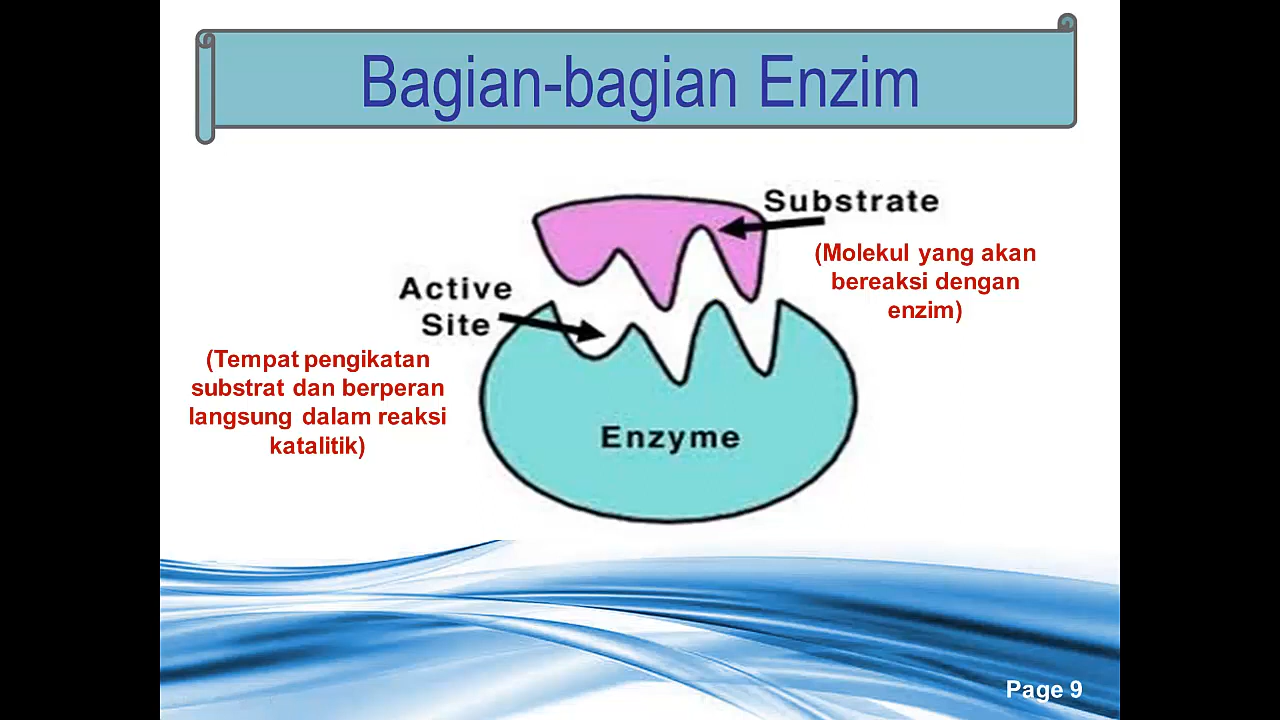 Bagian-bagian Enzim
Substrate
(Molekul yang akan
bereaksi dengan
enzim)
Active
Site
(Tempat pengikatan
substrat dan berperan
langsung dalam reaksi
katalitik)
Enzyme
Page 9